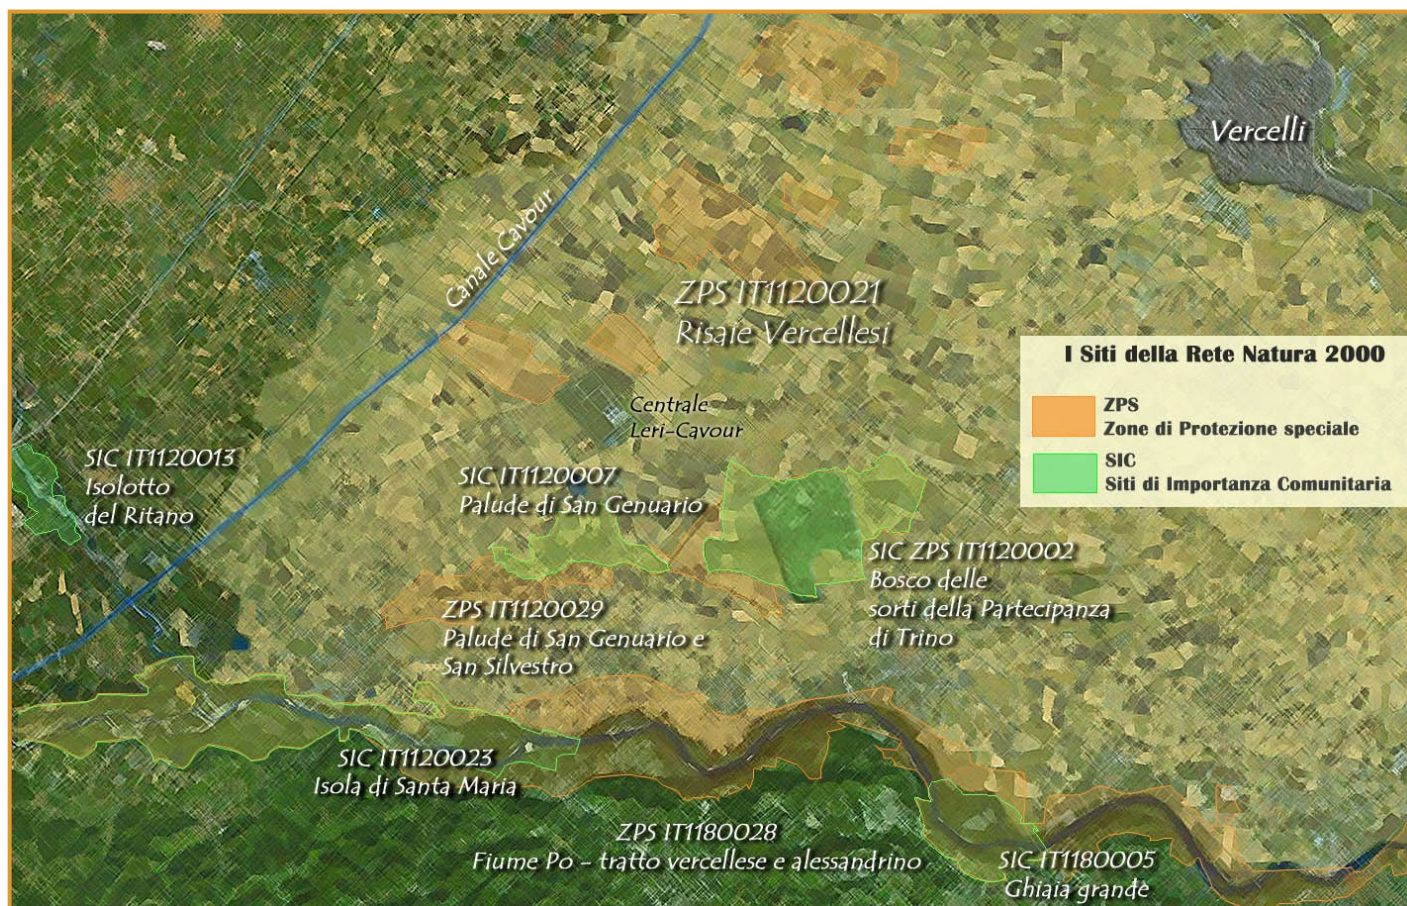 Vercelli
Canale Cavour
ZPS IT1120021
Risaie Vercellesi
I Siti della Rete Natura 2000
ZPS
Zone di Protezione speciale
SIC
Siti di Importanza Comunitaria
Centrale
Leri-Cavour
SIC IT1120013
Isolotto
del Ritano
SIC IT1120007
Palude di San Genuario
SIC ZPS IT1120002
Bosco delle
sorti della Partecipanza
di Trino
ZPS IT1120029
Palude di San Genuario e
San Silvestro
SIC IT1120023
Isola di Santa Maria
ZPS IT1180028
Fiume Po - tratto vercellese e alessandrino
SIC IT1180005
Ghiaia grande